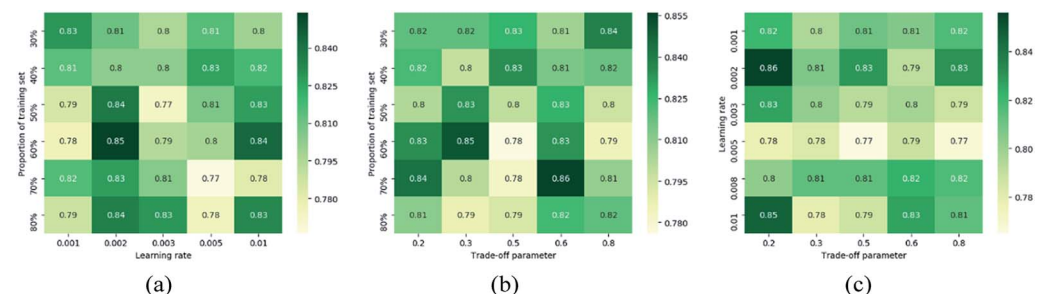 Proportion of training set
30% 0.83 0.81 0.8 0.81 0.8
40% 0.81 0.8 0.8 0.83 0.82
50% 0.79 0.84 0.77 0.81 0.83
60% 0.78 0.85 0.79 0.8 0.84
70% 0.82 0.83 0.81 0.77 0.78
80% 0.79 0.84 0.83 0.78 0.83
0.001 0.002 0.003 0.005 0.01
Learning rate
0.840
0.825
0.810
0.795
0.780
(a)
Proportion of training set
30% 0.82 0.82 0.83 0.81 0.84
40% 0.82 0.8 0.83 0.81 0.82
50% 0.8 0.83 0.8 0.83 0.8
60% 0.83 0.85 0.78 0.83 0.79
70% 0.84 0.8 0.78 0.86 0.81
80% 0.81 0.79 0.79 0.82 0.82
0.2 0.3 0.5 0.6 0.8
Trade-off parameter
0.855
0.840
0.825
0.810
0.795
0.780
(b)
Learning rate
0.001 0.82 0.8 0.81 0.81 0.82
0.002 0.86 0.81 0.83 0.79 0.83
0.003 0.83 0.8 0.79 0.8 0.79
0.005 0.78 0.78 0.77 0.79 0.77
0.008 0.8 0.81 0.81 0.82 0.82
0.01 0.85 0.78 0.79 0.83 0.81
0.2 0.3 0.5 0.6 0.8
Trade-off parameter
0.84
0.82
0.80
0.78
(c)